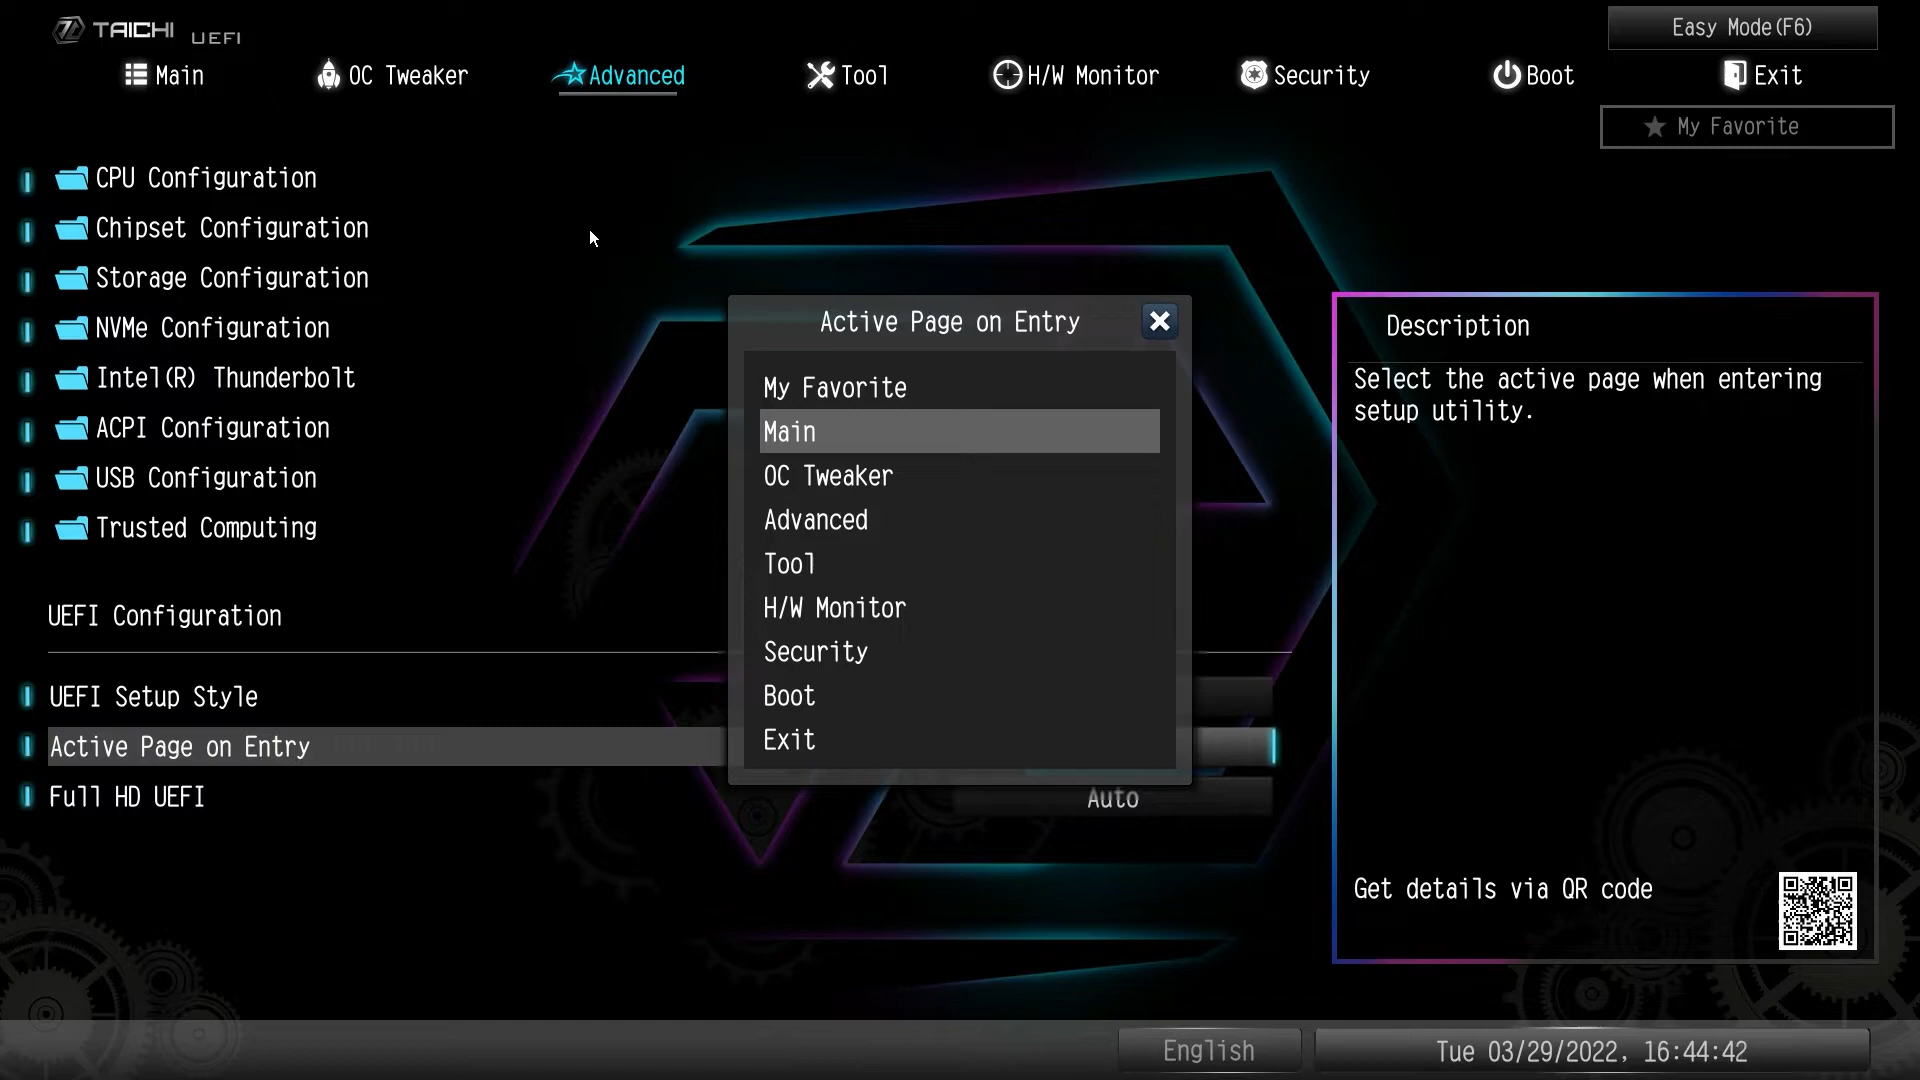 TAICHI UEFI
Easy Mode(F6)
Main
OC Tweaker
Advanced
Tool
H/W Monitor
Security
Boot
Exit
My Favorite
CPU Configuration
Chipset Configuration
Storage Configuration
NVMe Configuration
Intel(R) Thunderbolt
ACPI Configuration
USB Configuration
Trusted Computing
UEFI Configuration
UEFI Setup Style
Active Page on Entry
Full HD UEFI
Auto
Active Page on Entry
My Favorite
Main
OC Tweaker
Advanced
Tool
H/W Monitor
Security
Boot
Exit
Description
Select the active page when entering
setup utility.
Get details via QR code
English
Tue 03/29/2022, 16:44:42